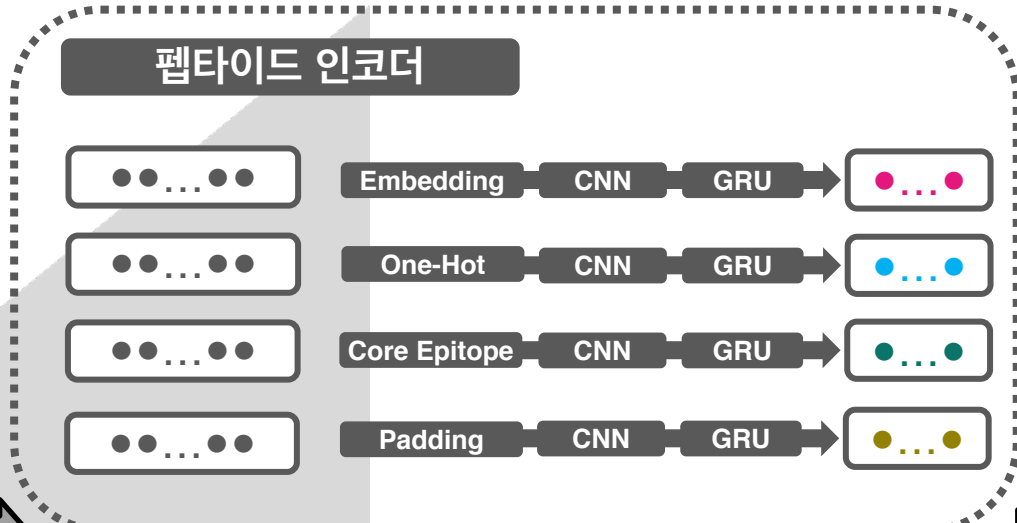 펩타이드 인코더
Embedding CNN GRU
One-Hot CNN GRU
Core Epitope CNN GRU
Padding CNN GRU